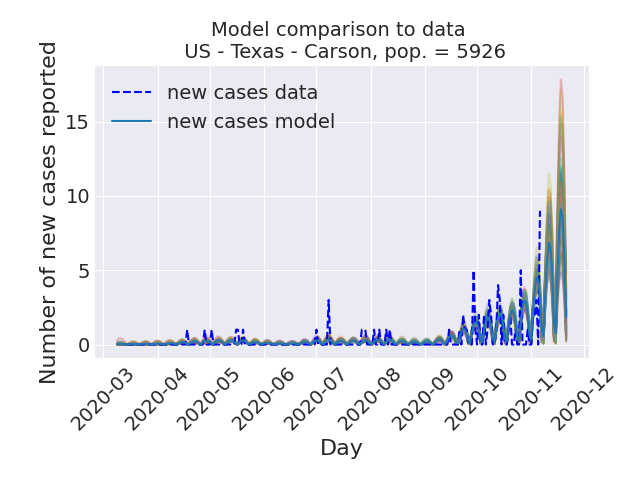 Model comparison to data
US - Texas - Carson, pop. = 5926
new cases data
new cases model
Number of new cases reported
15
10
5
0
2020-03
2020-04
2020-05
2020-06
2020-07
2020-08
2020-09
2020-10
2020-11
2020-12
Day